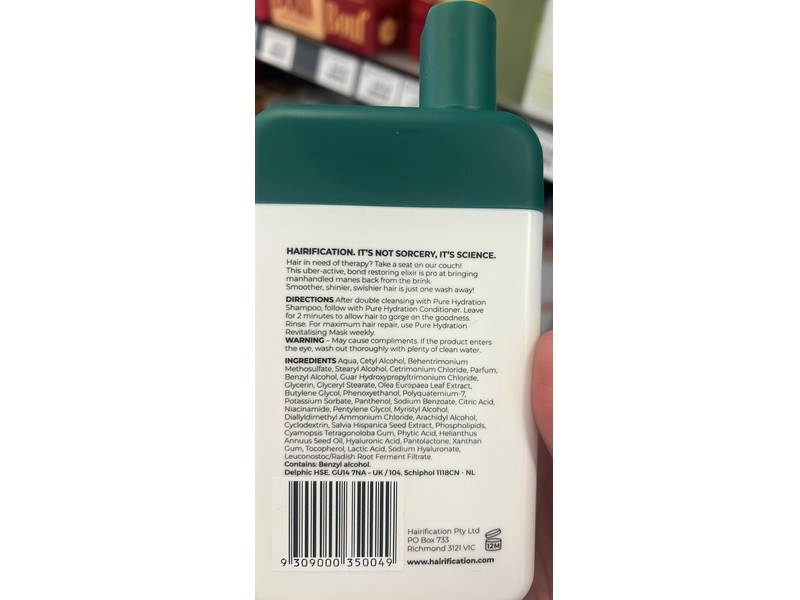 Bond
HAIRIFICATION. IT'S NOT SORCERY, IT'S SCIENCE.
Hair in need of therapy? Take a seat on our couch!
This uber-active, bond restoring elixir is pro at bringing
manhandled manes back from the brink.
Smoother, shinier, swishier hair is just one wash away!
DIRECTIONS After double cleansing with Pure Hydration
Shampoo, follow with Pure Hydration Conditioner. Leave
for 2 minutes to allow hair to gorge on the goodness.
Rinse. For maximum hair repair, use Pure Hydration
Revitalising Mask weekly.
WARNING – May cause compliments. If the product enters
the eye, wash out thoroughly with plenty of clean water.
INGREDIENTS Aqua, Cetyl Alcohol, Behentrimonium
Methosulfate, Stearyl Alcohol, Cetrimonium Chloride, Parfum,
Benzyl Alcohol, Guar Hydroxypropyltrimonium Chloride,
Glycerin, Glyceryl Stearate, Olea Europaea Leaf Extract,
Butylene Glycol, Phenoxyethanol, Polyquaternium-7,
Potassium Sorbate, Panthenol, Sodium Benzoate, Citric Acid,
Niacinamide, Pentylene Glycol, Myristyl Alcohol,
Diallyldimethyl Ammonium Chloride, Arachidyl Alcohol,
Cyclodextrin, Salvia Hispanica Seed Extract, Phospholipids,
Cyamopsis Tetragonoloba Gum, Phytic Acid, Helianthus
Annuus Seed Oil, Hyaluronic Acid, Pantolactone, Xanthan
Gum, Tocopherol, Lactic Acid, Sodium Hyaluronate,
Leuconostoc/Radish Root Ferment Filtrate.
Contains: Benzyl alcohol.
Delphic HSE, GU14 7NA - UK / 104, Schiphol 1118CN - NL
Hairification Pty Ltd
PO Box 733
Richmond 3121 VIC
12M
www.hairification.com
9 309000 350049